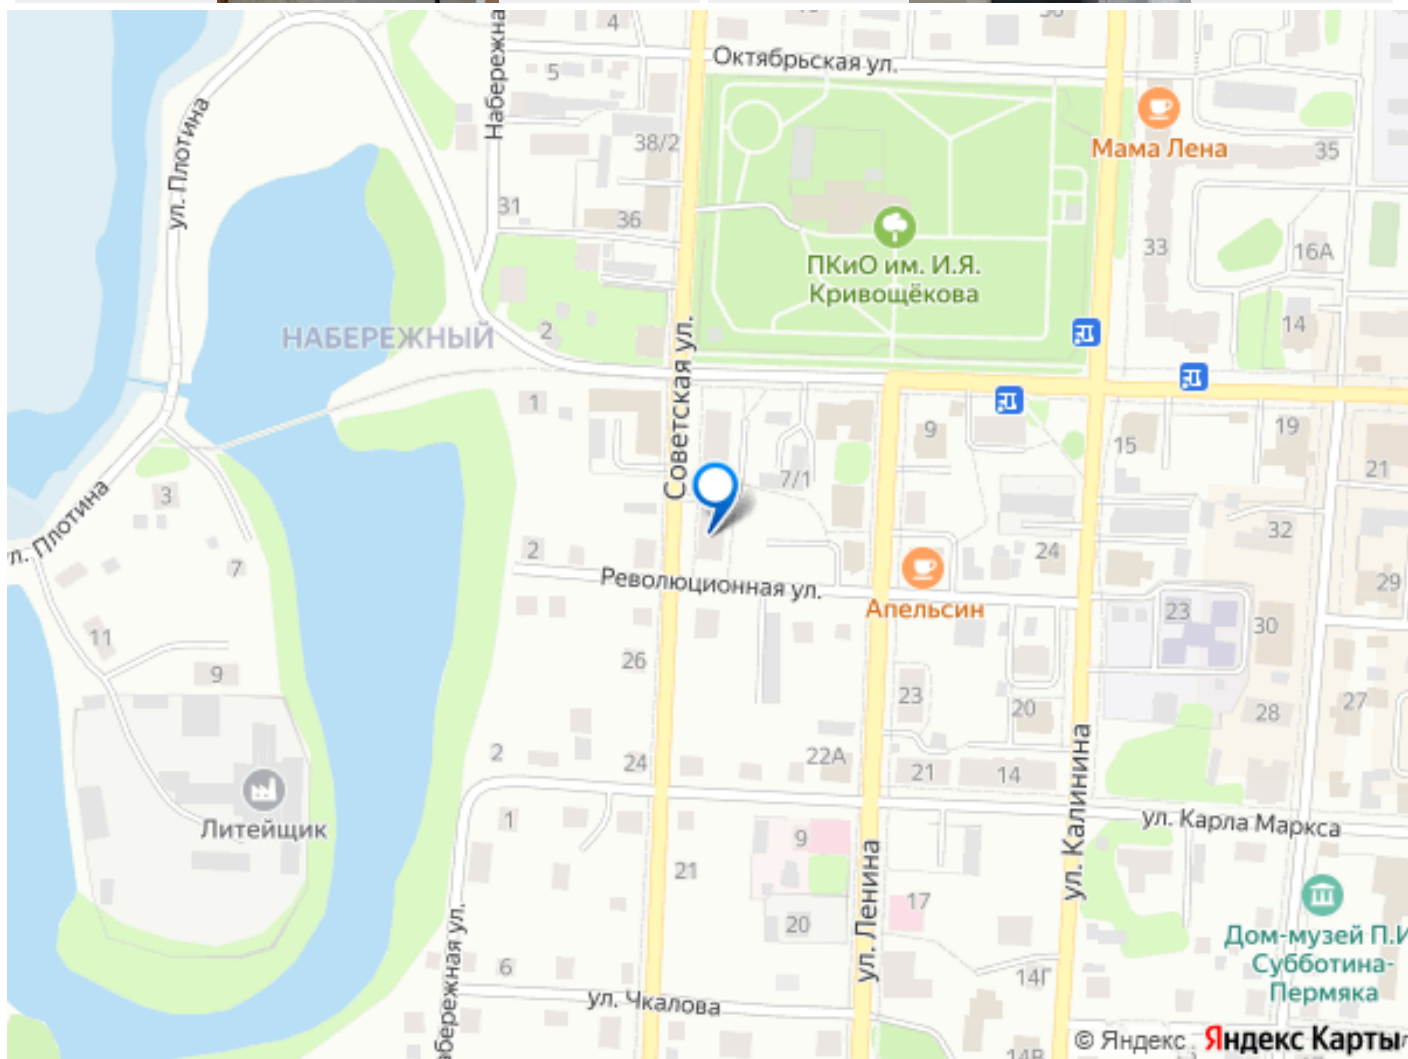 4
Октябрьская ул.
5
Набережна
ул. Плотина
38/2
Мама Лена
35
31
36
33
16А
ПКиО им. И.Я.
Кривощёкова
НАБЕРЕЖНЫЙ
2
14
Советская ул.
1
9
15
19
21
7/1
3
ул. Плотина
32
2
24
7
Революционная ул.
29
Апельсин
23
30
11
26
9
23
20
28
27
2
24
22А
21
14
ул. Калинина
Литейщик
1
ул. Карла Маркса
9
21
ул. Ленина
17
20
Дом-музей П.И
Субботина-
Пермяка
6
14Г
бережная ул.
ул. Чкалова
14В
© Яндекс Яндекс Карты